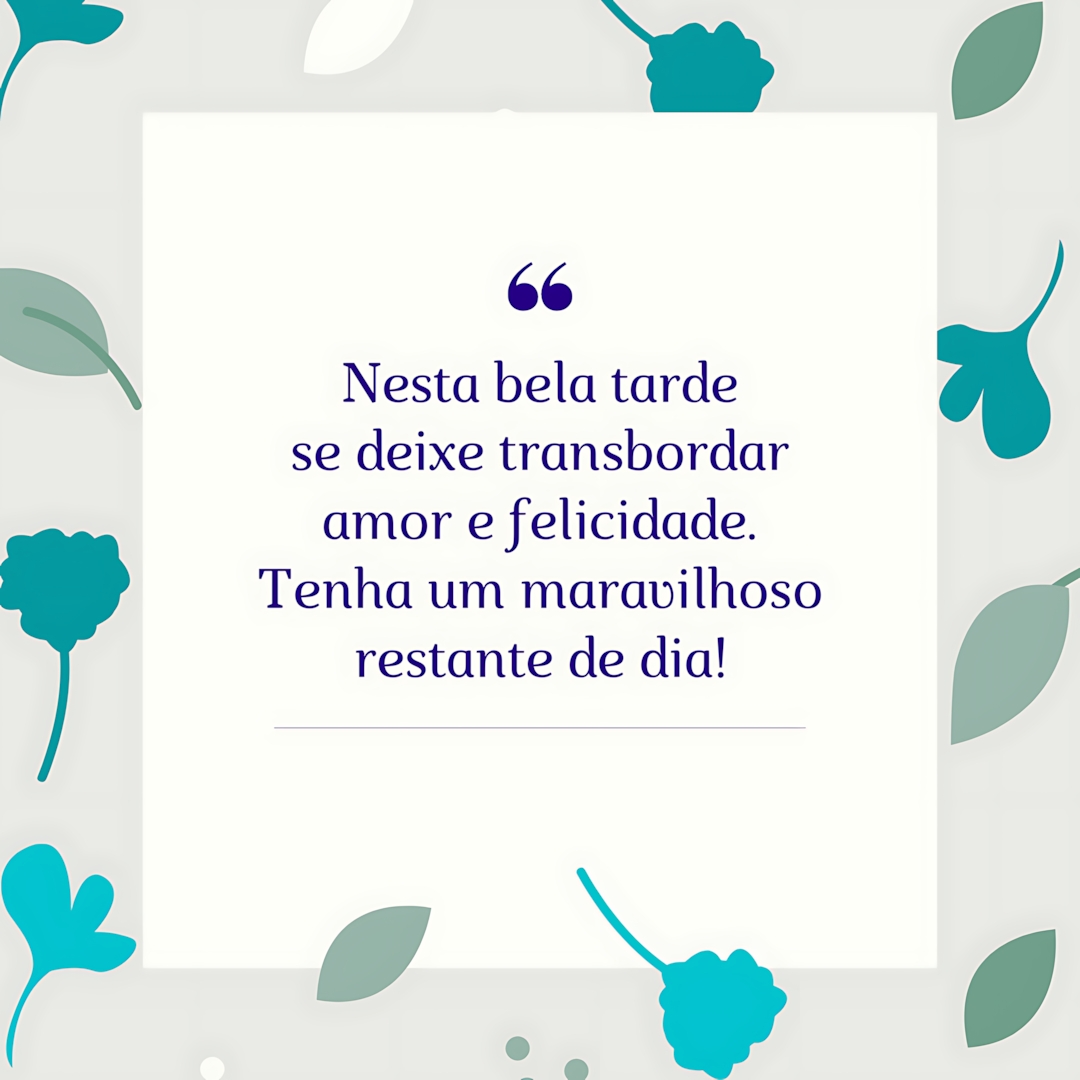 “
Nesta bela tarde
se deixe transbordar
amor e felicidade.
Tenha um maravilhoso
restante de dia!